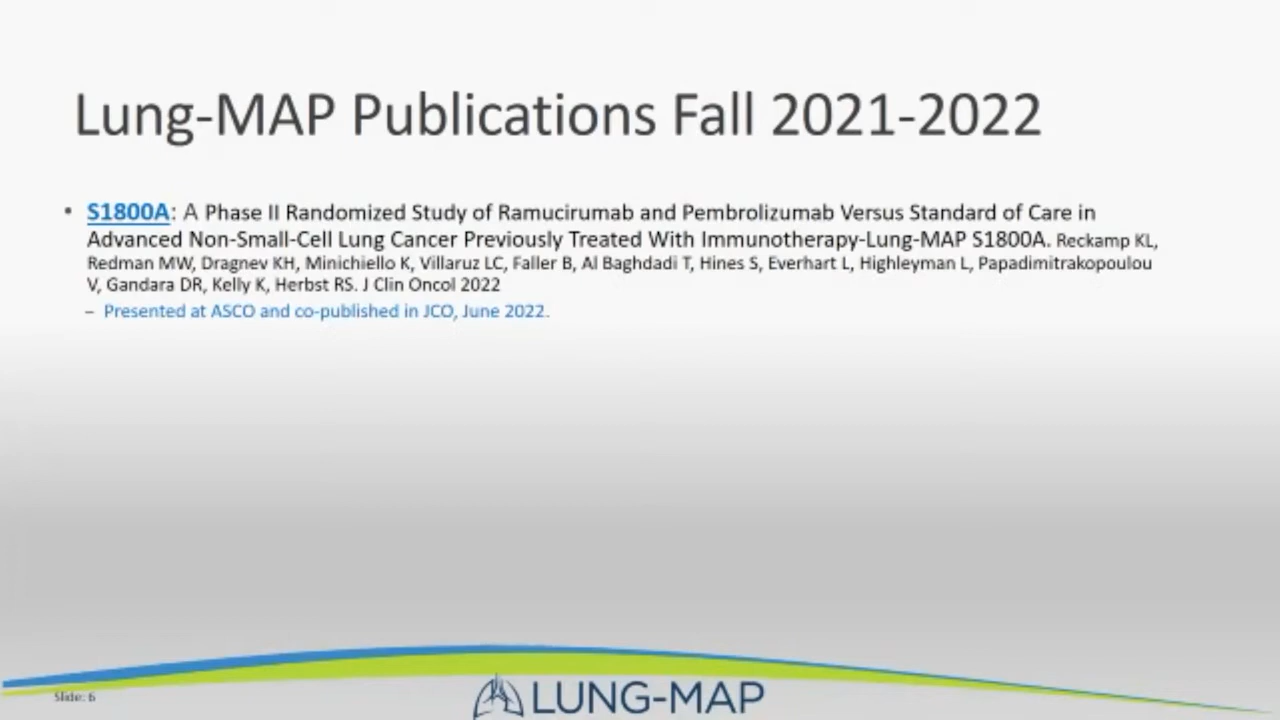 Lung-MAP Publications Fall 2021-2022
• S1800A: A Phase II Randomized Study of Ramucirumab and Pembrolizumab Versus Standard of Care in
Advanced Non-Small-Cell Lung Cancer Previously Treated With Immunotherapy-Lung-MAP S1800A. Reckamp KL,
Redman MW, Dragnev KH, Minichiello K, Villaruz LC, Faller B, Al Baghdadi T, Hines S, Everhart L, Highleyman L, Papadimitrakopoulou
V, Gandara DR, Kelly K, Herbst RS. J Clin Oncol 2022
– Presented at ASCO and co-published in JCO, June 2022.
Slide: 6
LUNG-MAP